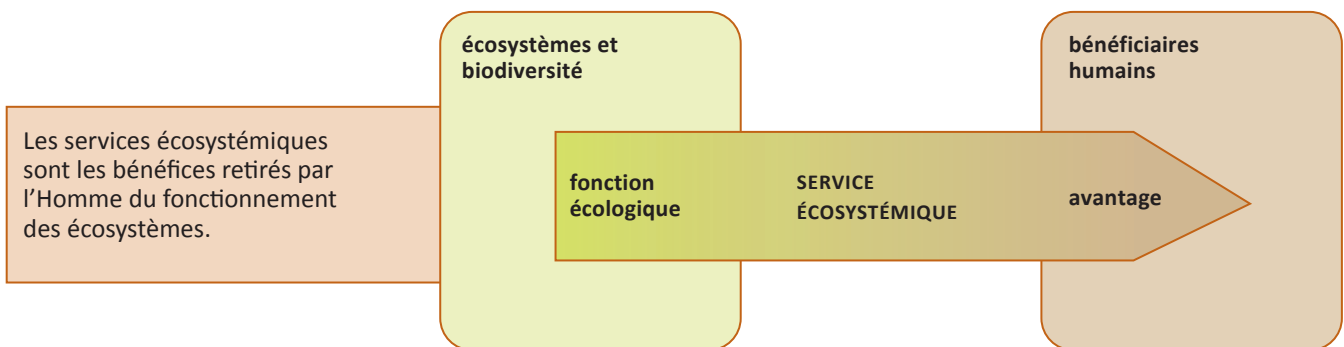 Les services écosystémiques
sont les bénéfices retirés par
l’Homme du fonctionnement
des écosystèmes.
écosystèmes et
biodiversité
fonction
écologique
SERVICE
ÉCOSYSTÉMIQUE
bénéficiaires
humains
avantage